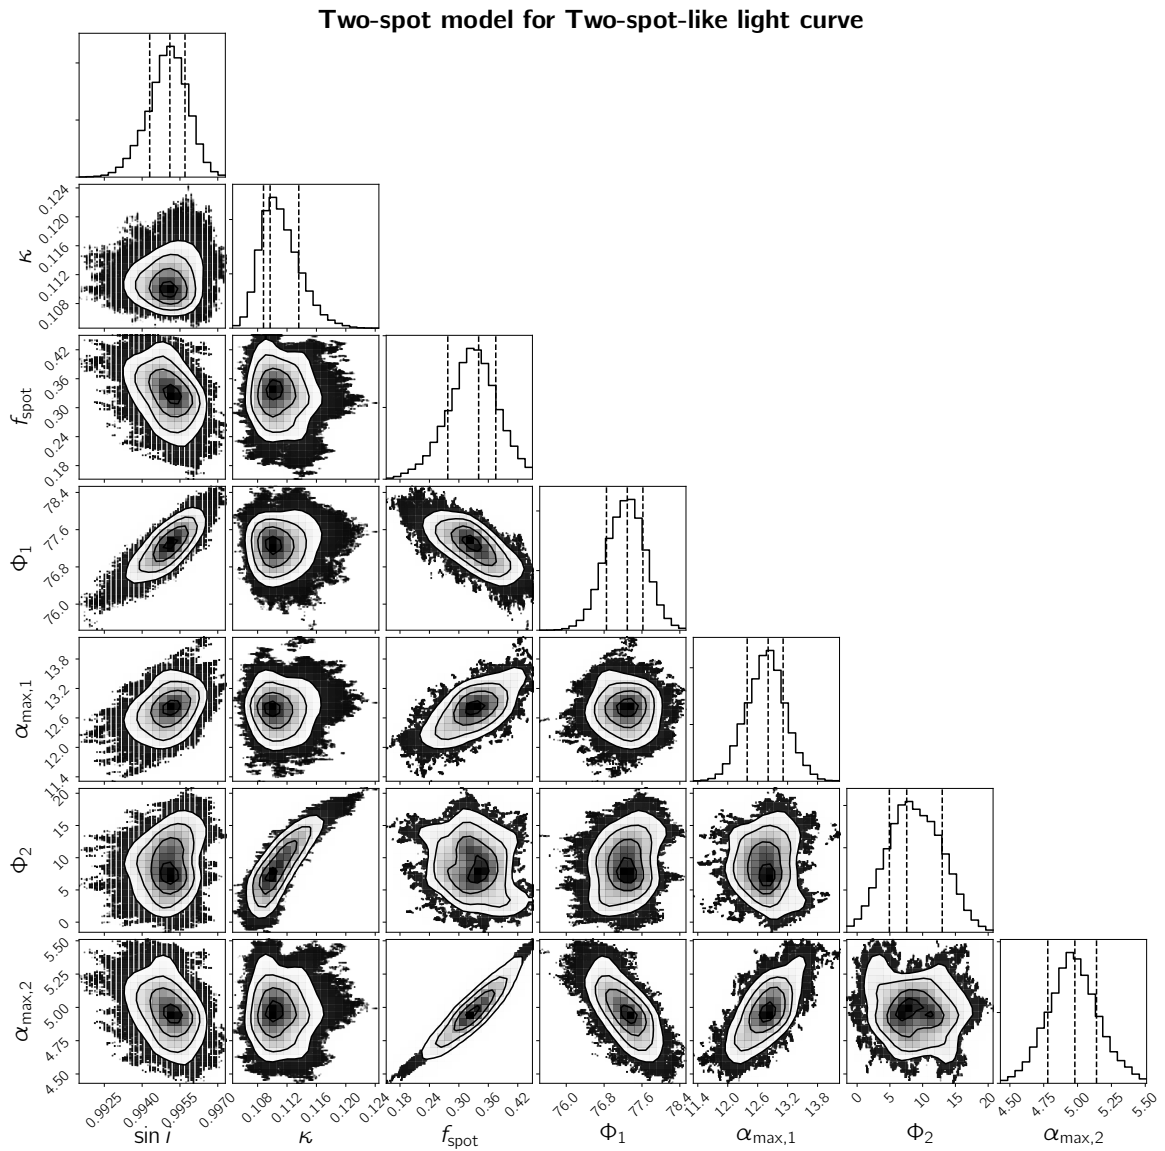 Two-spot model for Two-spot-like light curve
κ
0.124
0.120
0.116
0.112
0.108
f_spot
0.42
0.36
0.30
0.24
0.18
Φ₁
78.4
77.6
76.8
76.0
α_max,1
13.8
13.2
12.6
12.0
11.4
Φ₂
20
15
10
5
0
α_max,2
5.50
5.25
5.00
4.75
4.50
0.9925 0.9940 0.9955 0.9970
0.108 0.112 0.116 0.120 0.124
0.18 0.24 0.30 0.36 0.42
76.0 76.8 77.6 78.4
11.4 12.0 12.6 13.2 13.8
0 5 10 15 20
4.50 4.75 5.00 5.25 5.50
sin i κ f_spot Φ₁ α_max,1 Φ₂ α_max,2